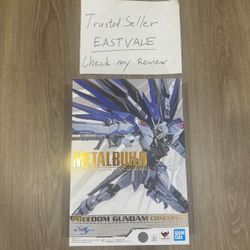 Trusted Seller
EASTVALE
Check my Review
METALBUILD
FREEDOM GUNDAM CONCEPT 2
BANDAI